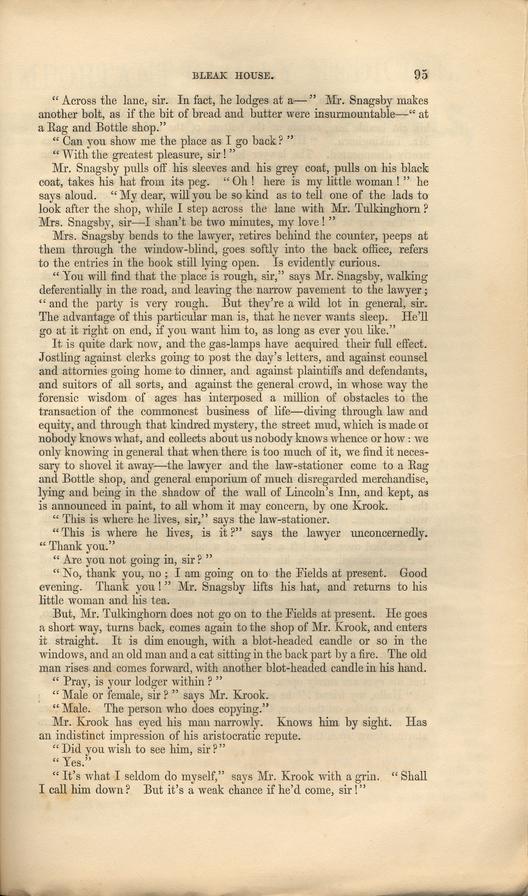 BLEAK HOUSE. 95
“ Across the lane, sir. In fact, he lodges at a— ” Mr. Snagsby makes
another bolt, as if the bit of bread and butter were insurmountable—“ at
a Rag and Bottle shop.”
“ Can you show me the place as I go back? ”
“ With the greatest pleasure, sir! ”
Mr. Snagsby pulls off his sleeves and his grey coat, pulls on his black
coat, takes his hat from its peg. “ Oh! here is my little woman! ” he
says aloud. “ My dear, will you be so kind as to tell one of the lads to
look after the shop, while I step across the lane with Mr. Tulkinghorn?
Mrs. Snagsby, sir—I shan’t be two minutes, my love! ”
Mrs. Snagsby bends to the lawyer, retires behind the counter, peeps at
them through the window-blind, goes softly into the back office, refers
to the entries in the book still lying open. Is evidently curious.
“ You will find that the place is rough, sir,” says Mr. Snagsby, walking
deferentially in the road, and leaving the narrow pavement to the lawyer;
“ and the party is very rough. But they’re a wild lot in general, sir.
The advantage of this particular man is, that he never wants sleep. He’ll
go at it right on end, if you want him to, as long as ever you like.”
It is quite dark now, and the gas-lamps have acquired their full effect.
Jostling against clerks going to post the day’s letters, and against counsel
and attornies going home to dinner, and against plaintiffs and defendants,
and suitors of all sorts, and against the general crowd, in whose way the
forensic wisdom of ages has interposed a million of obstacles to the
transaction of the commonest business of life—diving through law and
equity, and through that kindred mystery, the street mud, which is made of
nobody knows what, and collects about us nobody knows whence or how: we
only knowing in general that when there is too much of it, we find it neces-
sary to shovel it away—the lawyer and the law-stationer come to a Rag
and Bottle shop, and general emporium of much disregarded merchandise,
lying and being in the shadow of the wall of Lincoln’s Inn, and kept, as
is announced in paint, to all whom it may concern, by one Krook.
“ This is where he lives, sir,” says the law-stationer.
“ This is where he lives, is it?” says the lawyer unconcernedly.
“ Thank you.”
“ Are you not going in, sir? ”
“ No, thank you, no; I am going on to the Fields at present. Good
evening. Thank you! ” Mr. Snagsby lifts his hat, and returns to his
little woman and his tea.
But, Mr. Tulkinghorn does not go on to the Fields at present. He goes
a short way, turns back, comes again to the shop of Mr. Krook, and enters
it straight. It is dim enough, with a blot-headed candle or so in the
windows, and an old man and a cat sitting in the back part by a fire. The old
man rises and comes forward, with another blot-headed candle in his hand.
“ Pray, is your lodger within? ”
“ Male or female, sir? ” says Mr. Krook.
“ Male. The person who does copying.”
Mr. Krook has eyed his man narrowly. Knows him by sight. Has
an indistinct impression of his aristocratic repute.
“ Did you wish to see him, sir?”
“ Yes.”
“ It’s what I seldom do myself,” says Mr. Krook with a grin. “ Shall
I call him down? But it’s a weak chance if he’d come, sir!”